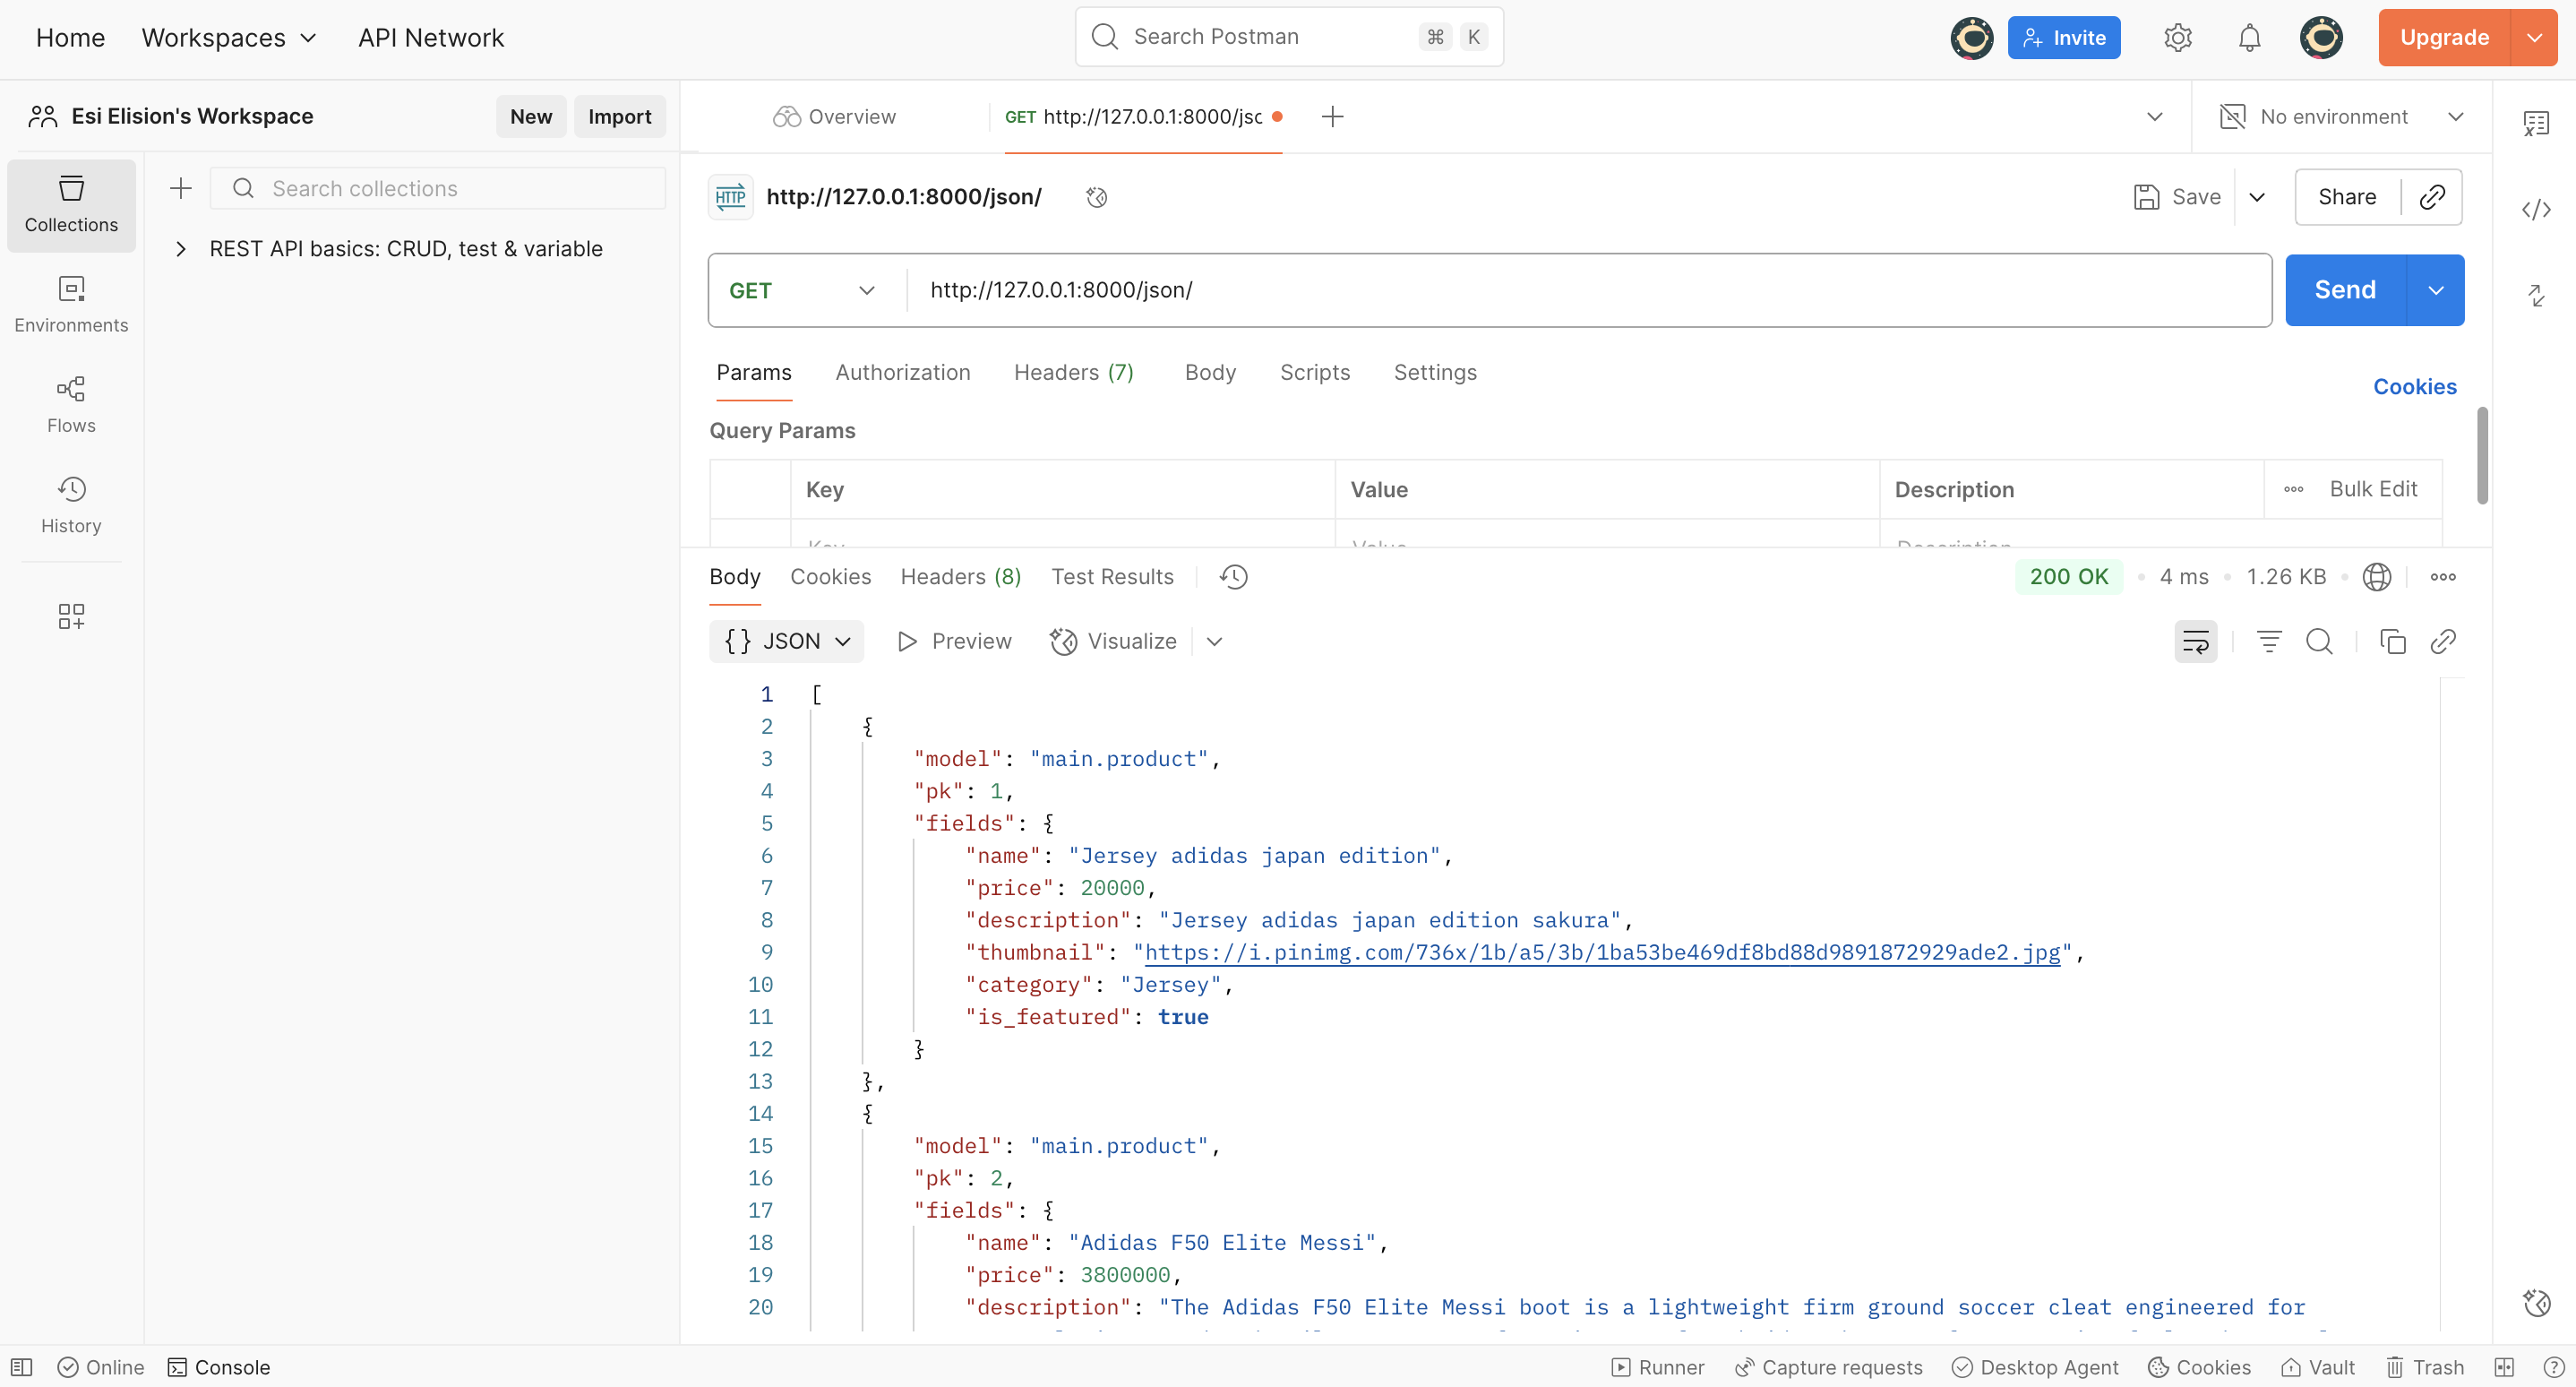 Home Workspaces API Network Search Postman ⌘ K Invite Upgrade
Esi Elision's Workspace New Import
Overview GET http://127.0.0.1:8000/jsc No environment
Collections
Search collections
REST API basics: CRUD, test & variable
Environments
Flows
History
HTTP http://127.0.0.1:8000/json/ Save Share
GET http://127.0.0.1:8000/json/ Send
Params Authorization Headers (7) Body Scripts Settings Cookies
Query Params
Key Value Description Bulk Edit
Key Value Description
Body Cookies Headers (8) Test Results 200 OK 4 ms 1.26 KB
{} JSON Preview Visualize
1 [
2 {
3 "model": "main.product",
4 "pk": 1,
5 "fields": {
6 "name": "Jersey adidas japan edition",
7 "price": 20000,
8 "description": "Jersey adidas japan edition sakura",
9 "thumbnail": "https://i.pinimg.com/736x/1b/a5/3b/1ba53be469df8bd88d9891872929ade2.jpg",
10 "category": "Jersey",
11 "is_featured": true
12 }
13 },
14 {
15 "model": "main.product",
16 "pk": 2,
17 "fields": {
18 "name": "Adidas F50 Elite Messi",
19 "price": 3800000,
20 "description": "The Adidas F50 Elite Messi boot is a lightweight firm ground soccer cleat engineered for
Online Console Runner Capture requests Desktop Agent Cookies Vault Trash